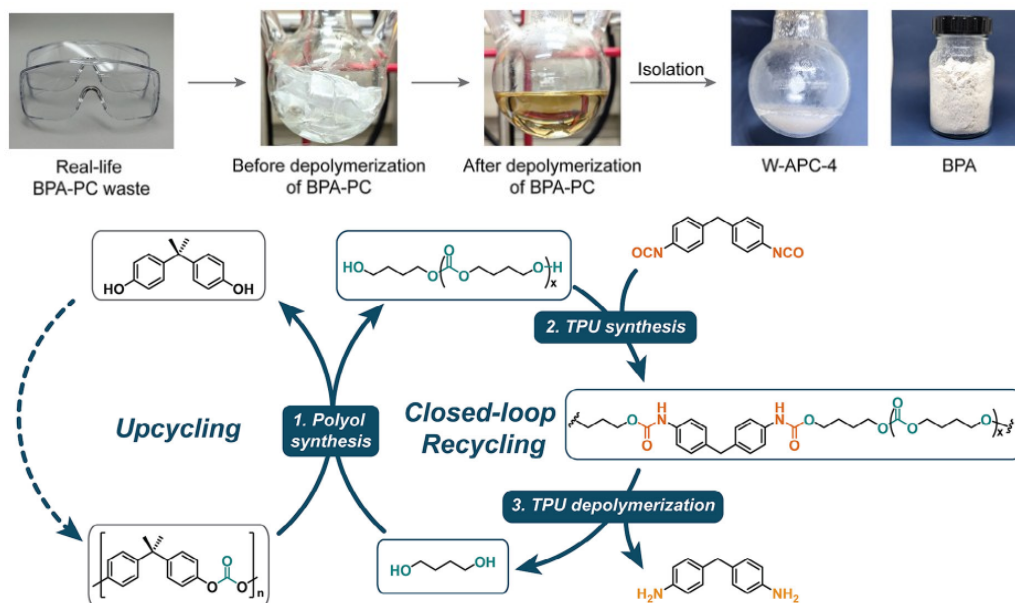 Isolation
Real-life
BPA-PC waste
Before depolymerization
of BPA-PC
After depolymerization
of BPA-PC
W-APC-4
BPA
HO
OH
HO
O
O
O
O
H
x
OCN
NCO
2. TPU synthesis
Upcycling
1. Polyol
synthesis
Closed-loop
Recycling
O
O
H
N
H
N
O
O
O
O
O
O
x
3. TPU depolymerization
O
O
O
n
HO
OH
NH₂
NH₂